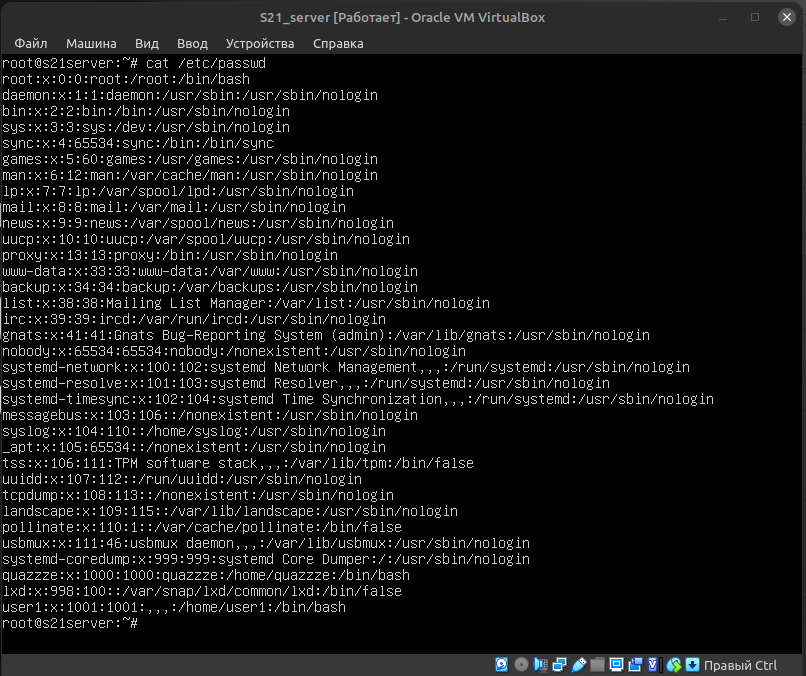 S21_server [Работает] - Oracle VM VirtualBox
Файл Машина Вид Ввод Устройства Справка
root@s21server:~# cat /etc/passwd
root:x:0:0:root:/root:/bin/bash
daemon:x:1:1:daemon:/usr/sbin:/usr/sbin/nologin
bin:x:2:2:bin:/bin:/usr/sbin/nologin
sys:x:3:3:sys:/dev:/usr/sbin/nologin
sync:x:4:65534:sync:/bin:/bin/sync
games:x:5:60:games:/usr/games:/usr/sbin/nologin
man:x:6:12:man:/var/cache/man:/usr/sbin/nologin
lp:x:7:7:lp:/var/spool/lpd:/usr/sbin/nologin
mail:x:8:8:mail:/var/mail:/usr/sbin/nologin
news:x:9:9:news:/var/spool/news:/usr/sbin/nologin
uucp:x:10:10:uucp:/var/spool/uucp:/usr/sbin/nologin
proxy:x:13:13:proxy:/bin:/usr/sbin/nologin
www-data:x:33:33:www-data:/var/www:/usr/sbin/nologin
backup:x:34:34:backup:/var/backups:/usr/sbin/nologin
list:x:38:38:Mailing List Manager:/var/list:/usr/sbin/nologin
irc:x:39:39:ircd:/var/run/ircd:/usr/sbin/nologin
gnats:x:41:41:Gnats Bug-Reporting System (admin):/var/lib/gnats:/usr/sbin/nologin
nobody:x:65534:65534:nobody:/nonexistent:/usr/sbin/nologin
systemd-network:x:100:102:systemd Network Management,,,:/run/systemd:/usr/sbin/nologin
systemd-resolve:x:101:103:systemd Resolver,,,:/run/systemd:/usr/sbin/nologin
systemd-timesync:x:102:104:systemd Time Synchronization,,,:/run/systemd:/usr/sbin/nologin
messagebus:x:103:106::/nonexistent:/usr/sbin/nologin
syslog:x:104:110::/home/syslog:/usr/sbin/nologin
_apt:x:105:65534::/nonexistent:/usr/sbin/nologin
tss:x:106:111:TPM software stack,,,:/var/lib/tpm:/bin/false
uuidd:x:107:112::/run/uuidd:/usr/sbin/nologin
tcpdump:x:108:113::/nonexistent:/usr/sbin/nologin
landscape:x:109:115::/var/lib/landscape:/usr/sbin/nologin
pollinate:x:110:1::/var/cache/pollinate:/bin/false
usbmux:x:111:46:usbmux daemon,,,:/var/lib/usbmux:/usr/sbin/nologin
systemd-coredump:x:999:999:systemd Core Dumper:/:/usr/sbin/nologin
quazzze:x:1000:1000:quazzze:/home/quazzze:/bin/bash
lxd:x:998:100::/var/snap/lxd/common/lxd:/bin/false
user1:x:1001:1001:,,,:/home/user1:/bin/bash
root@s21server:~#
Правый Ctrl